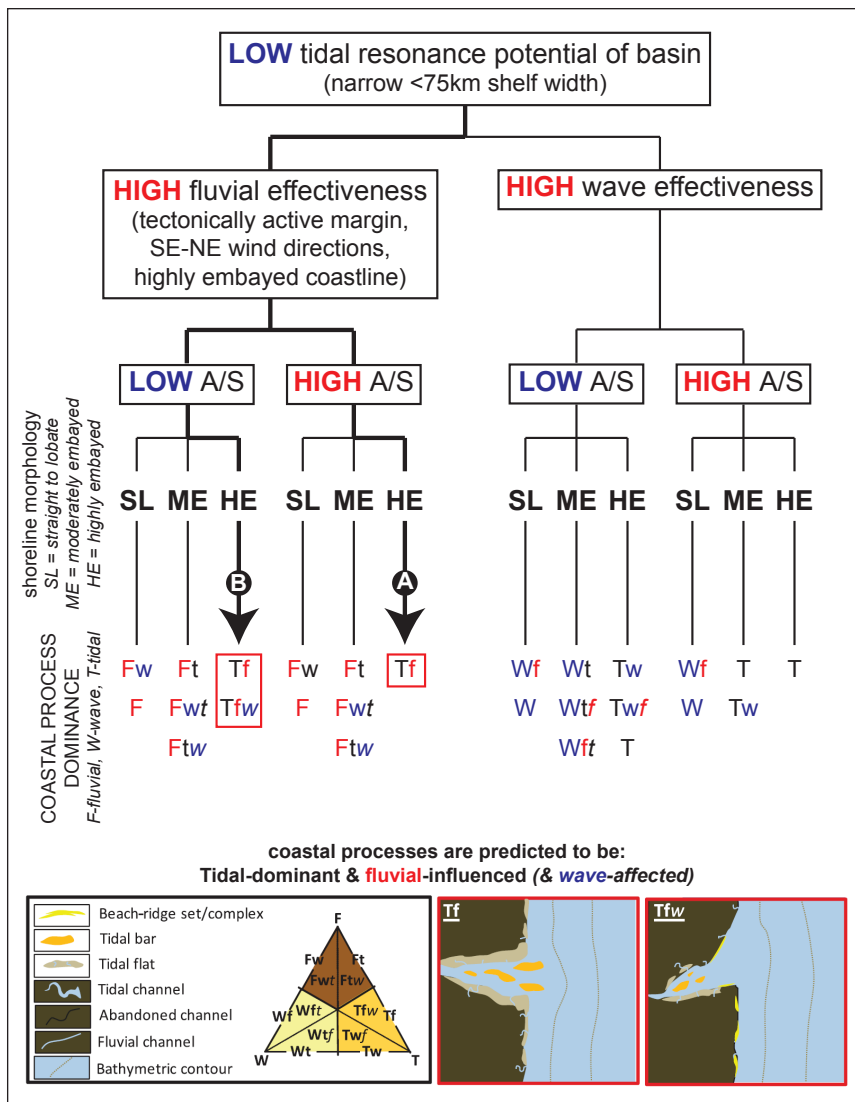 LOW tidal resonance potential of basin
(narrow <75km shelf width)
HIGH fluvial effectiveness
(tectonically active margin,
SE-NE wind directions,
highly embayed coastline)
HIGH wave effectiveness
LOW A/S
HIGH A/S
LOW A/S
HIGH A/S
shoreline morphology
SL = straight to lobate
ME = moderately embayed
HE = highly embayed
SL ME HE SL ME HE SL ME HE SL ME HE
B A
COASTAL PROCESS
DOMINANCE
F-fluvial, W-wave, T-tidal
Fw Ft Tf Fw Ft Tf Wf Wt Tw Wf T T
F Fwt Tfw F Fwt W Wtf Twf W Tw
Ftw Ftw Wft T
coastal processes are predicted to be:
Tidal-dominant & fluvial-influenced (& wave-affected)
Beach-ridge set/complex
Tidal bar
Tidal flat
Tidal channel
Abandoned channel
Fluvial channel
Bathymetric contour
F
Fw Ft
Fwt Ftw
Wf Wft Tfw Tf
Wtf Twf
W Wt Tw T
Tf
Tfw